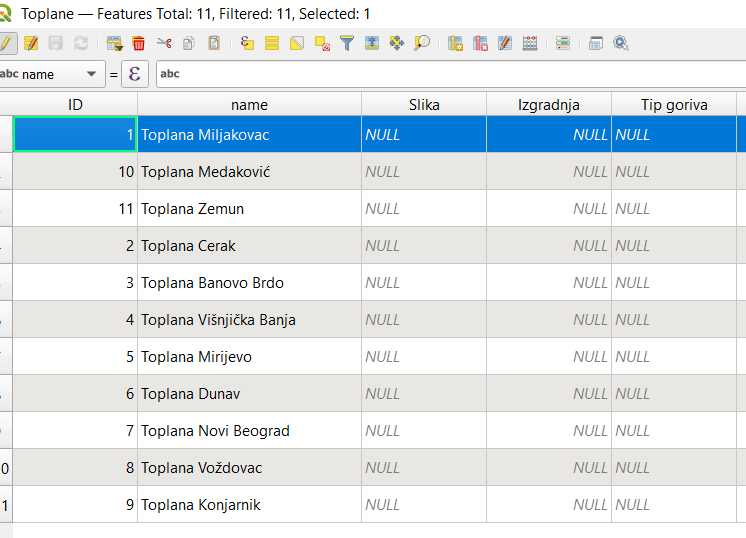 Toplane — Features Total: 11, Filtered: 11, Selected: 1
abc name = ε abc
ID name Slika Izgradnja Tip goriva
1 Toplana Miljakovac NULL NULL NULL
10 Toplana Medaković NULL NULL NULL
11 Toplana Zemun NULL NULL NULL
2 Toplana Cerak NULL NULL NULL
3 Toplana Banovo Brdo NULL NULL NULL
4 Toplana Višnjička Banja NULL NULL NULL
5 Toplana Mirijevo NULL NULL NULL
6 Toplana Dunav NULL NULL NULL
7 Toplana Novi Beograd NULL NULL NULL
0 8 Toplana Voždovac NULL NULL NULL
1 9 Toplana Konjarnik NULL NULL NULL